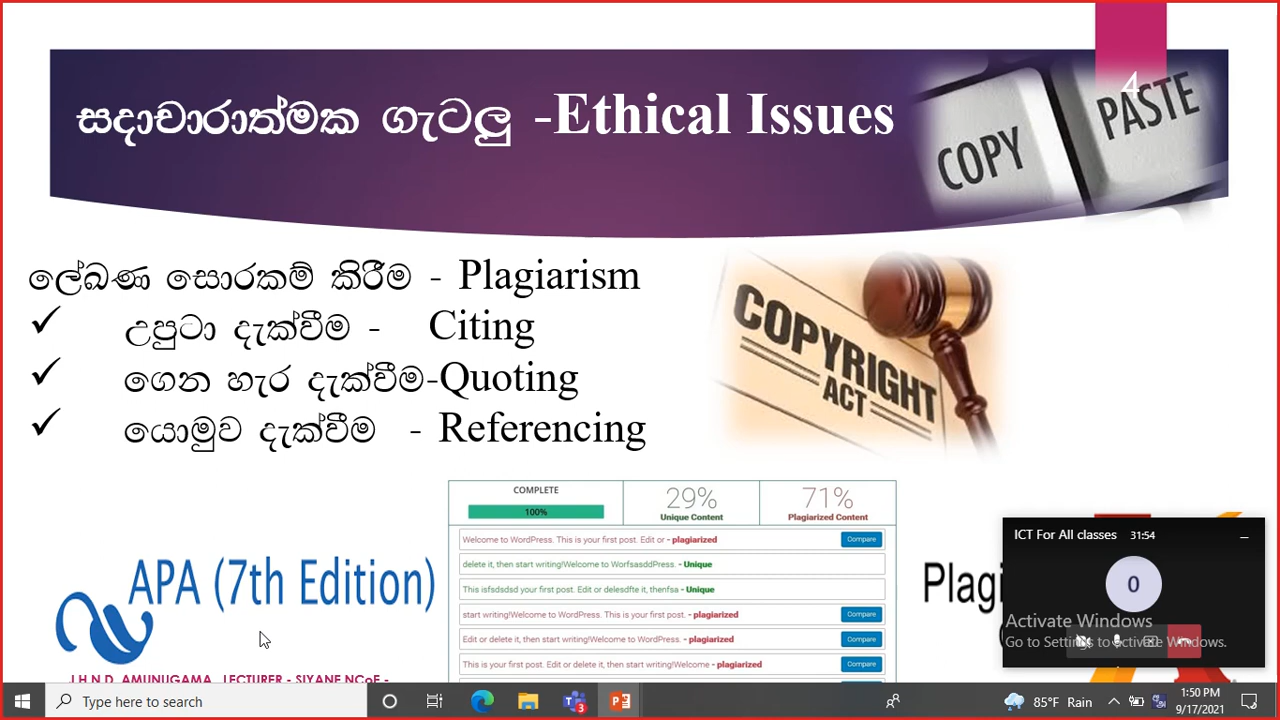 4
සදාචාරාත්මක ගැටලු -Ethical Issues
COPY
PASTE
ලේඛණ සොරකම් කිරීම - Plagiarism
✓ උපුටා දැක්වීම - Citing
✓ ගෙන හැර දැක්වීම-Quoting
✓ යොමුව දැක්වීම - Referencing
COPYRIGHT
ACT
COMPLETE
100%
29%
Unique Content
71%
Plagiarized Content
Welcome to WordPress. This is your first post. Edit or - plagiarized
Compare
delete it, then start writing!Welcome to WorfsasddPress. - Unique
This isfsdsdsd your first post. Edit or delesdfte it, thenfsa - Unique
start writing!Welcome to WordPress. This is your first post. - plagiarized
Compare
Edit or delete it, then start writing!Welcome to WordPress. - plagiarized
Compare
This is your first post. Edit or delete it, then start writing!Welcome - plagiarized
Compare
APA (7th Edition)
Plagi
ICT For All classes 31:54
0
Activate Windows
Go to Settings to activate Windows.
J.H.N.D. AMUNUGAMA , LECTURER - SIYANE NCoE -
Type here to search
3
85°F Rain
1:50 PM
9/17/2021